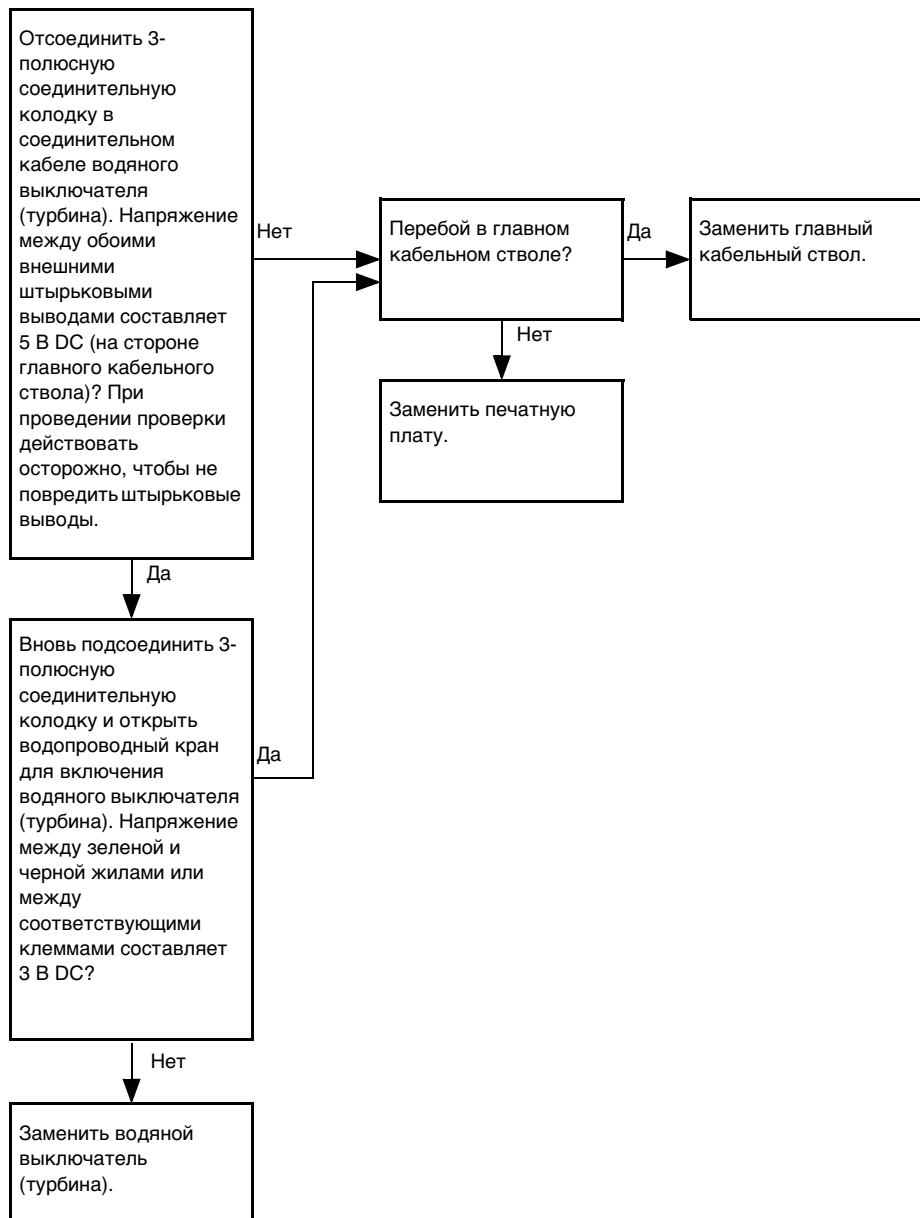 Отсоединить 3-
полюсную
соединительную
колодку в
соединительном
кабеле водяного
выключателя
(турбина). Напряжение
между обоими
внешними
штырьковыми
выводами составляет
5 В DC (на стороне
главного кабельного
ствола)? При
проведении проверки
действовать
осторожно, чтобы не
повредить штырьковые
выводы.
Нет
Перебой в главном
кабельном стволе?
Да
Заменить главный
кабельный ствол.
Нет
Заменить печатную
плату.
Да
Вновь подсоединить 3-
полюсную
соединительную
колодку и открыть
водопроводный кран
для включения
водяного выключателя
(турбина). Напряжение
между зеленой и
черной жилами или
между
соответствующими
клеммами составляет
3 В DC?
Да
Нет
Заменить водяной
выключатель
(турбина).